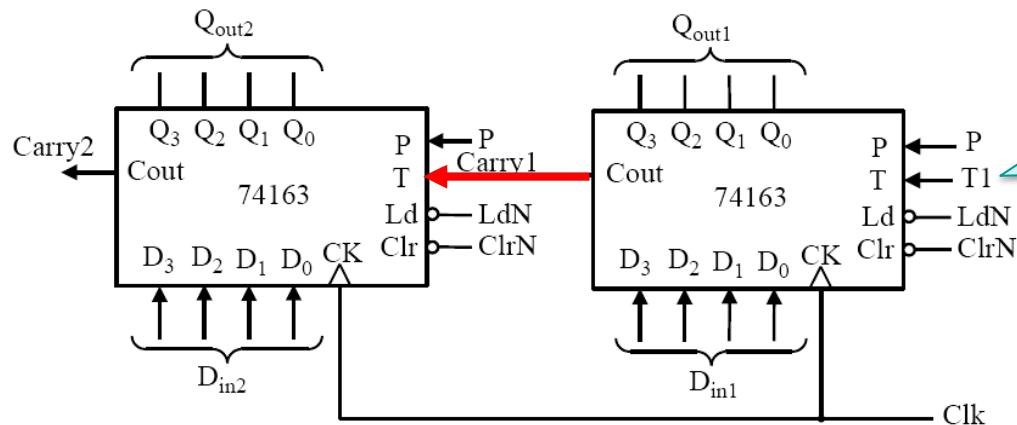 Qout2 Qout1
Q3 Q2 Q1 Q0 P P Q3 Q2 Q1 Q0 P P
Carry2 Cout T Carry1 Cout T T1
74163 74163
Ld LdN Ld LdN
Clr ClrN Clr ClrN
D3 D2 D1 D0 CK D3 D2 D1 D0 CK
Din2 Din1
Clk